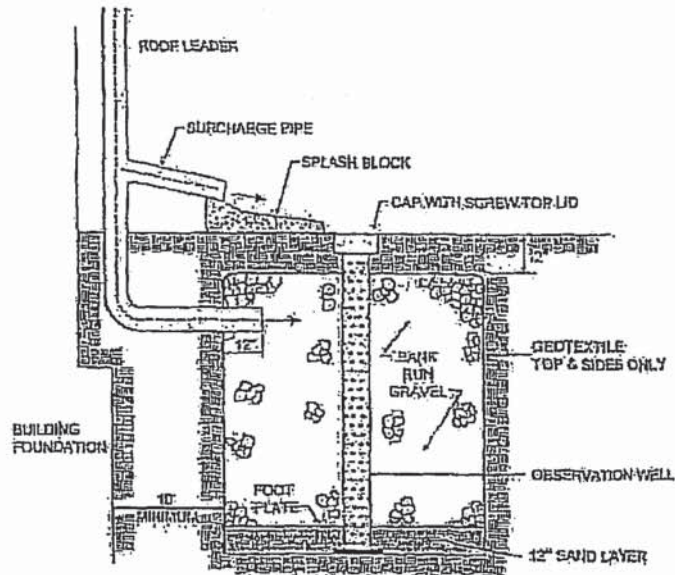 ROOF LEADER
SURCHARGE PIPE
SPLASH BLOCK
CAP WITH SCREW TOP LID
12"
12"
GEOTEXTILE
TOP & SIDES ONLY
BANK
RUN
GRAVEL
BUILDING
FOUNDATION
OBSERVATION WELL
FOOT
PLATE
10'
MINIMUM
12" SAND LAYER